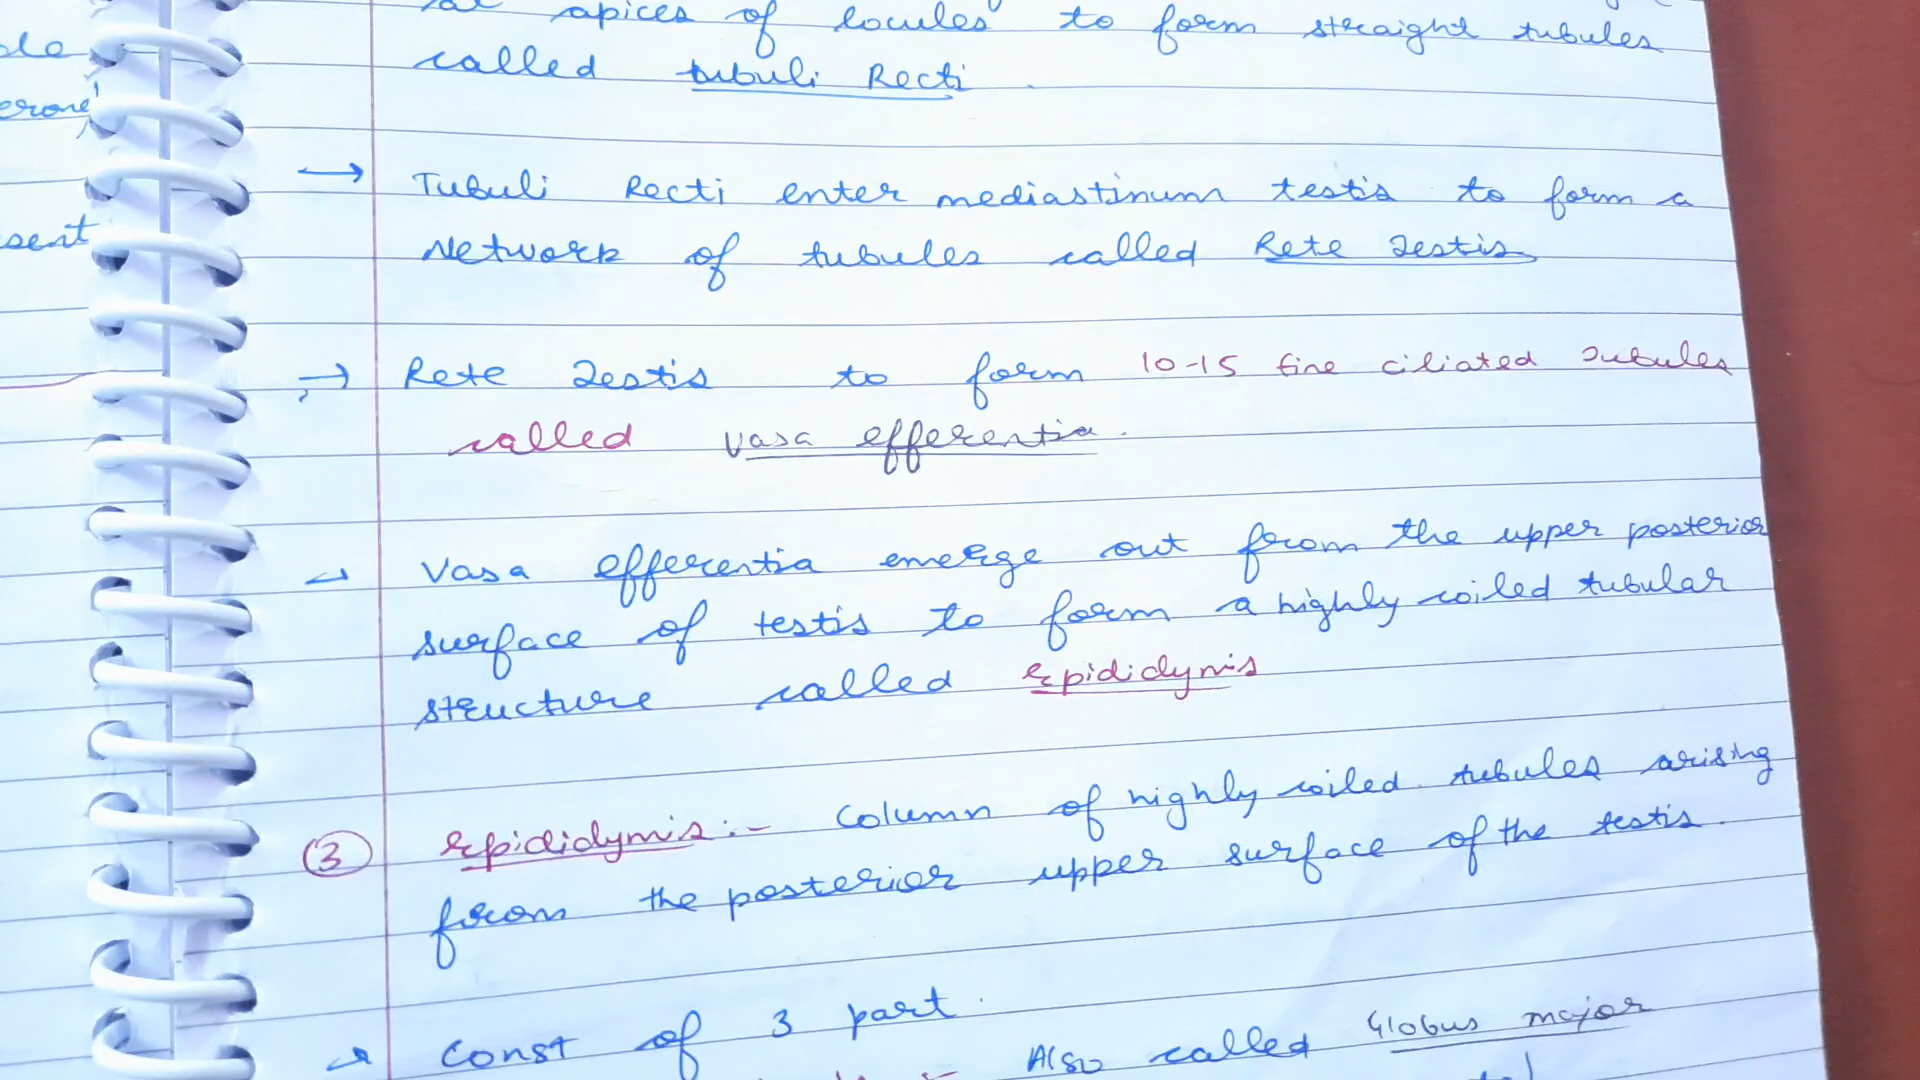 apices of locules to form straight tubules
called tubuli Recti
→ Tubuli Recti enter mediastinum testis to form a
Network of tubules called Rete Testis
→ Rete Testis to form 10-15 fine ciliated Tubules
called vasa efferentia.
→ Vasa efferentia emerge out from the upper posterior
surface of testis to form a highly coiled tubular
structure called Epididymis
③ Epididymis :- Column of highly coiled tubules arising
from the posterior upper surface of the testis.
→ Const of 3 part.
Also called Globus major
sent